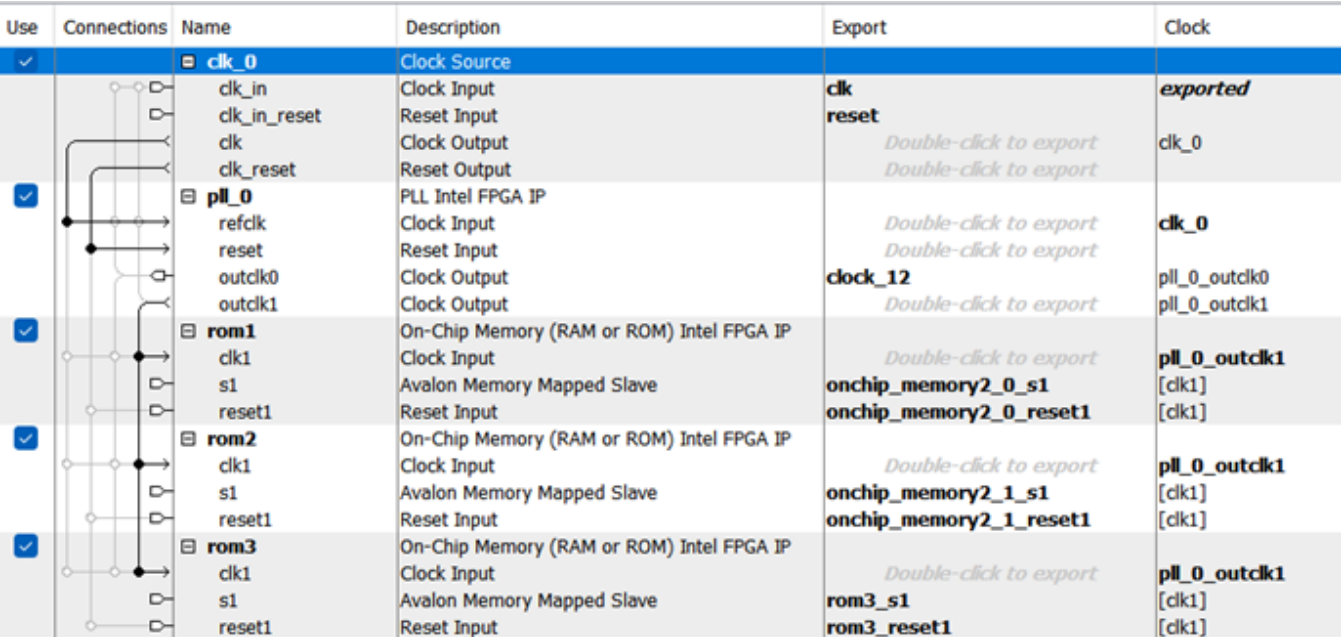 Use Connections Name Description Export Clock
clk_0 Clock Source
clk_in Clock Input clk exported
clk_in_reset Reset Input reset
clk Clock Output Double-click to export clk_0
clk_reset Reset Output Double-click to export
pll_0 PLL Intel FPGA IP
refclk Clock Input Double-click to export clk_0
reset Reset Input Double-click to export
outclk0 Clock Output clock_12 pll_0_outclk0
outclk1 Clock Output Double-click to export pll_0_outclk1
rom1 On-Chip Memory (RAM or ROM) Intel FPGA IP
clk1 Clock Input Double-click to export pll_0_outclk1
s1 Avalon Memory Mapped Slave onchip_memory2_0_s1 [clk1]
reset1 Reset Input onchip_memory2_0_reset1 [clk1]
rom2 On-Chip Memory (RAM or ROM) Intel FPGA IP
clk1 Clock Input Double-click to export pll_0_outclk1
s1 Avalon Memory Mapped Slave onchip_memory2_1_s1 [clk1]
reset1 Reset Input onchip_memory2_1_reset1 [clk1]
rom3 On-Chip Memory (RAM or ROM) Intel FPGA IP
clk1 Clock Input Double-click to export pll_0_outclk1
s1 Avalon Memory Mapped Slave rom3_s1 [clk1]
reset1 Reset Input rom3_reset1 [clk1]